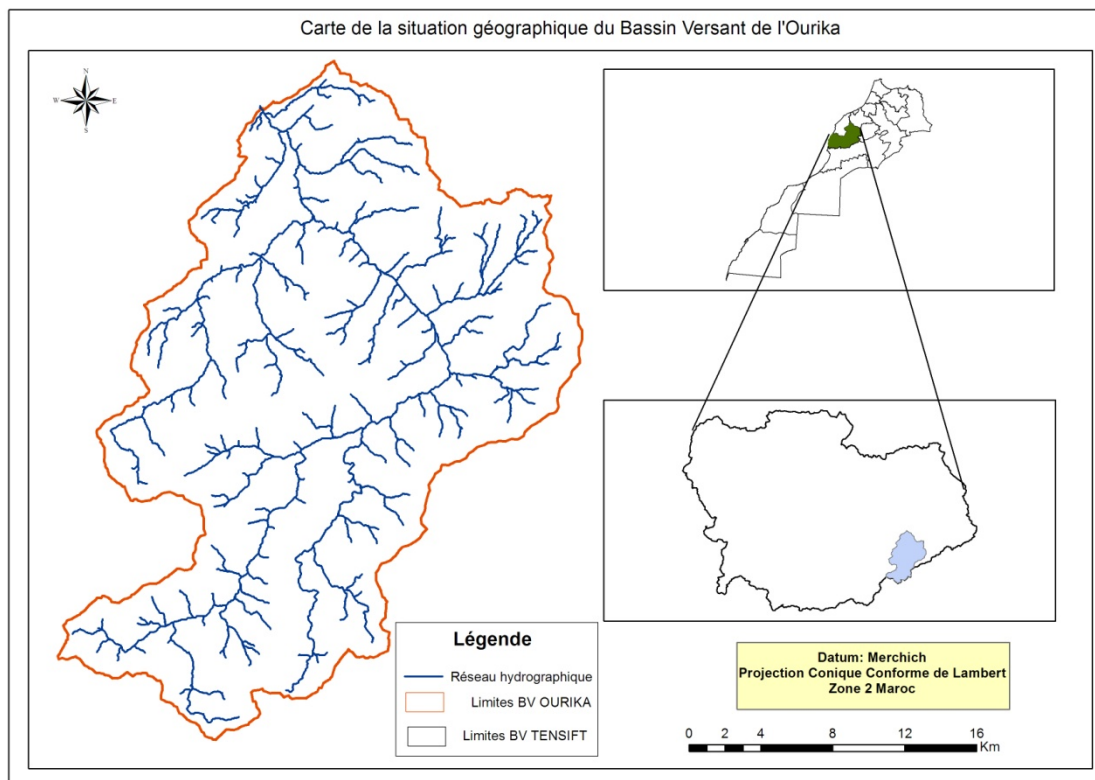 Carte de la situation géographique du Bassin Versant de l'Ourika
N
W E
S
Légende
Réseau hydrographique
Limites BV OURIKA
Limites BV TENSIFT
Datum: Merchich
Projection Conique Conforme de Lambert
Zone 2 Maroc
0 2 4 8 12 16
Km